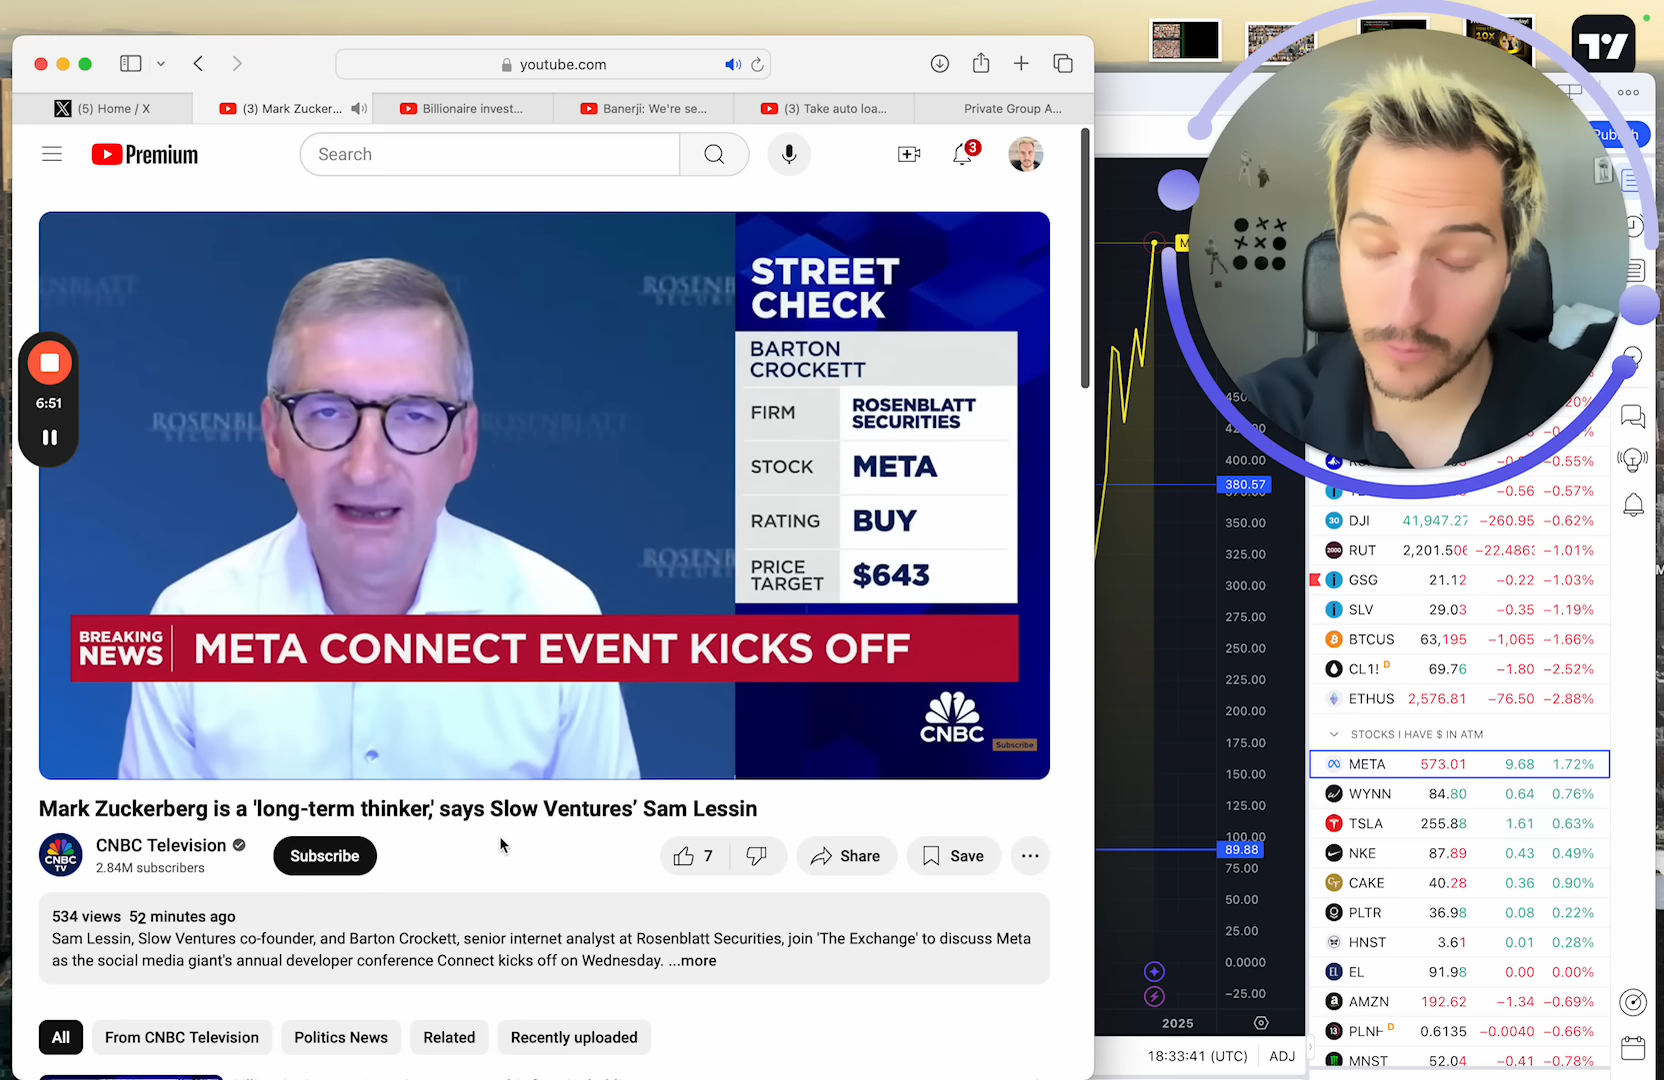 youtube.com
(5) Home / X
(3) Mark Zucker...
Billionaire invest...
Banerji: We're se...
(3) Take auto loa...
Private Group A...
Premium
Search
3
ROSENBLATT
STREET
CHECK
BARTON
CROCKETT
FIRM
ROSENBLATT
SECURITIES
STOCK
META
RATING
BUY
PRICE
TARGET
$643
BREAKING
NEWS
META CONNECT EVENT KICKS OFF
CNBC
Subscribe
6:51
Mark Zuckerberg is a 'long-term thinker,' says Slow Ventures’ Sam Lessin
CNBC Television
2.84M subscribers
Subscribe
7
Share
Save
534 views 52 minutes ago
Sam Lessin, Slow Ventures co-founder, and Barton Crockett, senior internet analyst at Rosenblatt Securities, join 'The Exchange' to discuss Meta
as the social media giant's annual developer conference Connect kicks off on Wednesday. ...more
All
From CNBC Television
Politics News
Related
Recently uploaded
10X
400.00
380.57
350.00
325.00
300.00
275.00
250.00
225.00
200.00
175.00
150.00
125.00
100.00
89.88
75.00
50.00
25.00
0.0000
−25.00
2025
18:33:41 (UTC)
ADJ
−0.55%
−0.56 −0.57%
DJI 41,947.27 −260.95 −0.62%
RUT 2,201.506 −22.4863 −1.01%
GSG 21.12 −0.22 −1.03%
SLV 29.03 −0.35 −1.19%
BTCUS 63,195 −1,065 −1.66%
CL1! D 69.76 −1.80 −2.52%
ETHUS 2,576.81 −76.50 −2.88%
STOCKS I HAVE $ IN ATM
META 573.01 9.68 1.72%
WYNN 84.80 0.64 0.76%
TSLA 255.88 1.61 0.63%
NKE 87.89 0.43 0.49%
CAKE 40.28 0.36 0.90%
PLTR 36.98 0.08 0.22%
HNST 3.61 0.01 0.28%
EL 91.98 0.00 0.00%
AMZN 192.62 −1.34 −0.69%
PLNF D 0.6135 −0.0040 −0.66%
MNST 52.04 −0.41 −0.78%